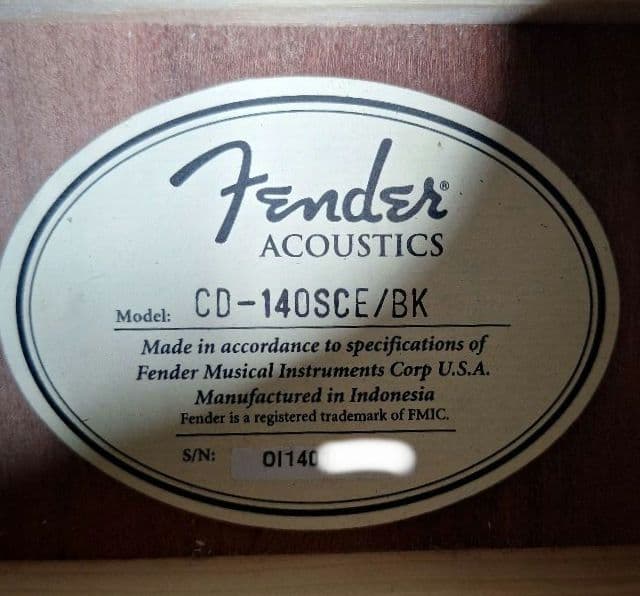 Fender®
ACOUSTICS
Model: CD-140SCE/BK
Made in accordance to specifications of
Fender Musical Instruments Corp U.S.A.
Manufactured in Indonesia
Fender is a registered trademark of FMIC.
S/N: OI140